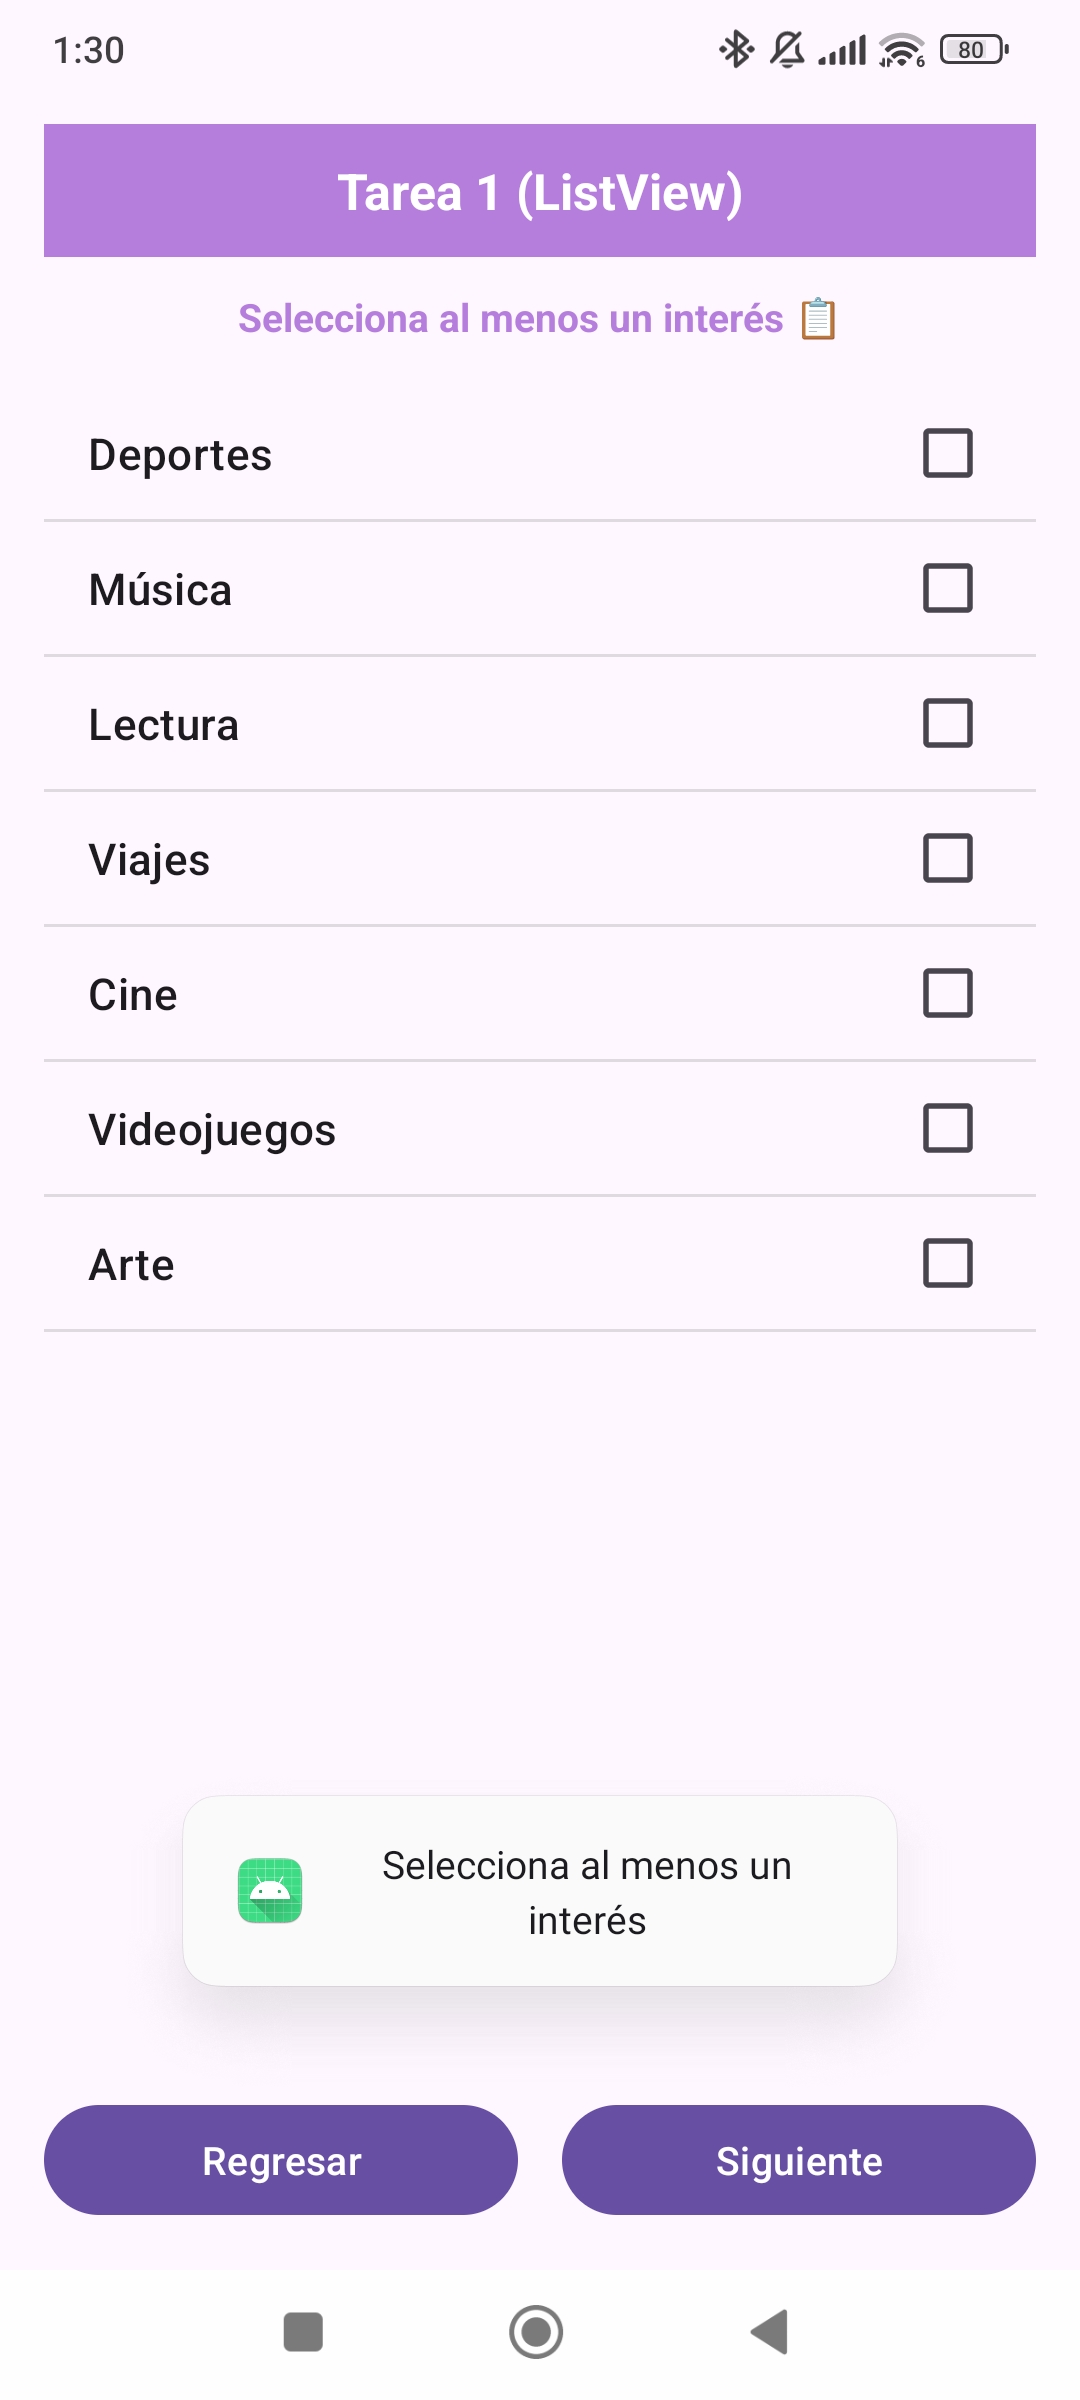 1:30
6
80
Tarea 1 (ListView)
Selecciona al menos un interés 📋
Deportes
Música
Lectura
Viajes
Cine
Videojuegos
Arte
Selecciona al menos un
interés
Regresar
Siguiente